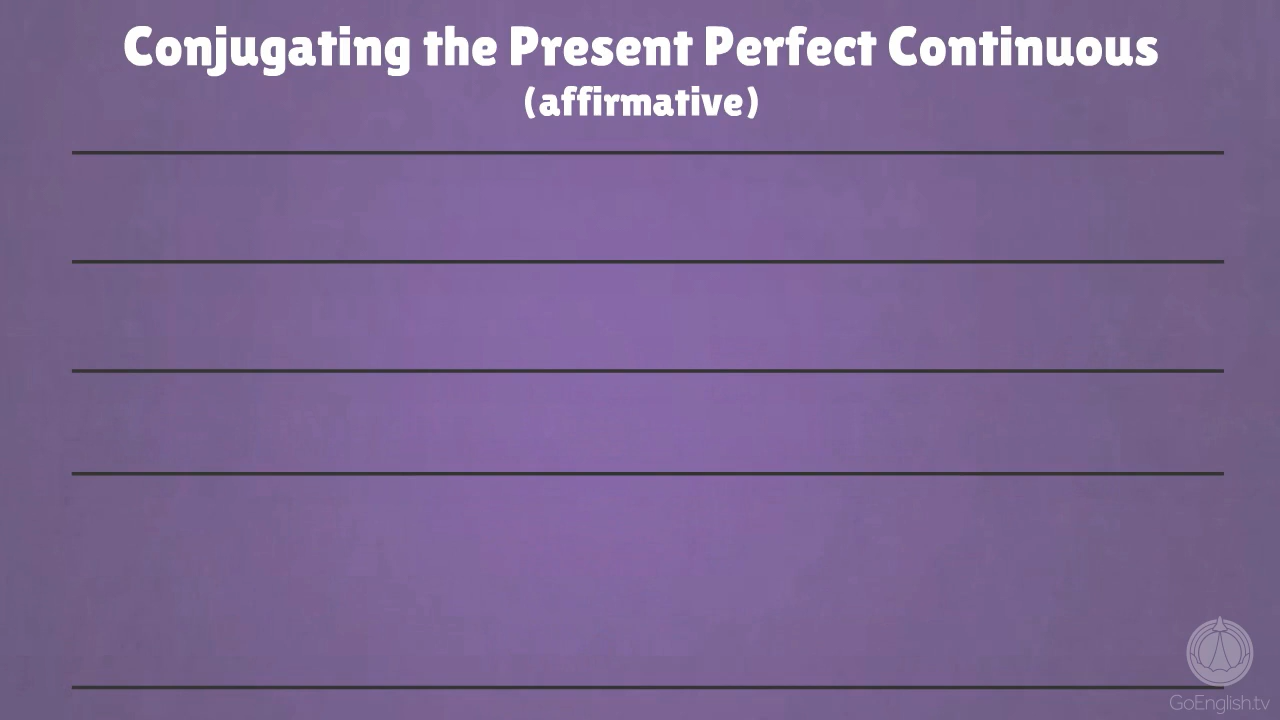 Conjugating the Present Perfect Continuous
(affirmative)
GoEnglish.tv